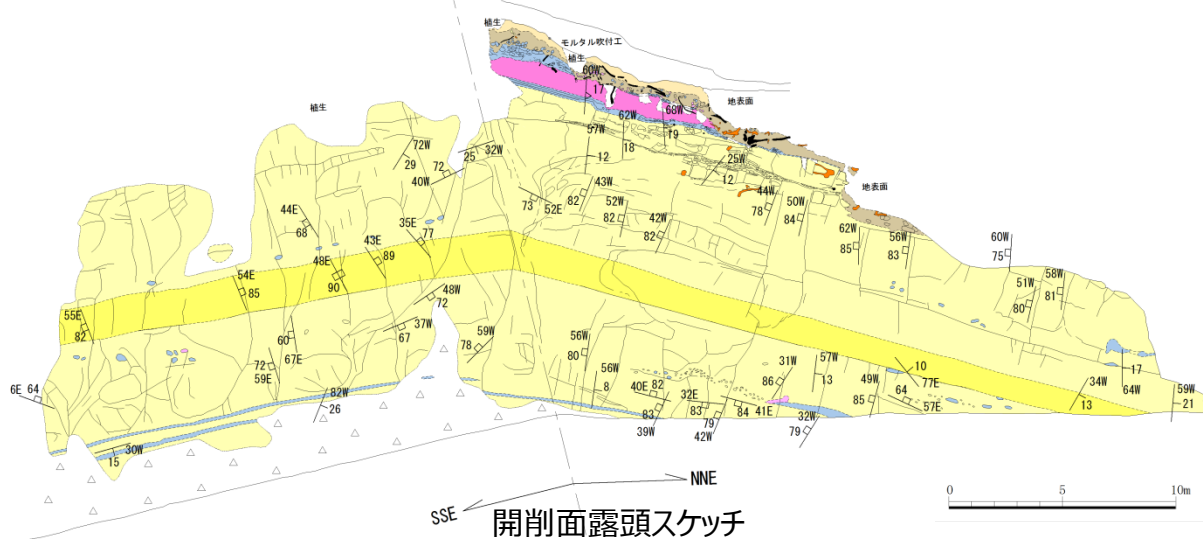 植生
モルタル吹付工
植生
60W
17
地表面
植生
62W
68W
57W
18
19
12
72W
29
72
25
32W
40W
25W
12
地表面
43W
82
73
52E
52W
82
44W
78
50W
84
42W
82
44E
68
35E
77
43E
89
48E
90
54E
85
62W
85
56W
83
60W
75
51W
80
58W
81
55E
82
48W
72
37W
67
60
67E
59W
78
72
59E
82W
26
56W
80
56W
8
31W
86
57W
13
10
77E
49W
85
64
57E
34W
13
17
64W
59W
21
6E 64
40E
82
83
39W
32E
83
79
42W
84
41E
32W
79
30W
15
NNE
SSE
0
5
10m
開削面露頭スケッチ